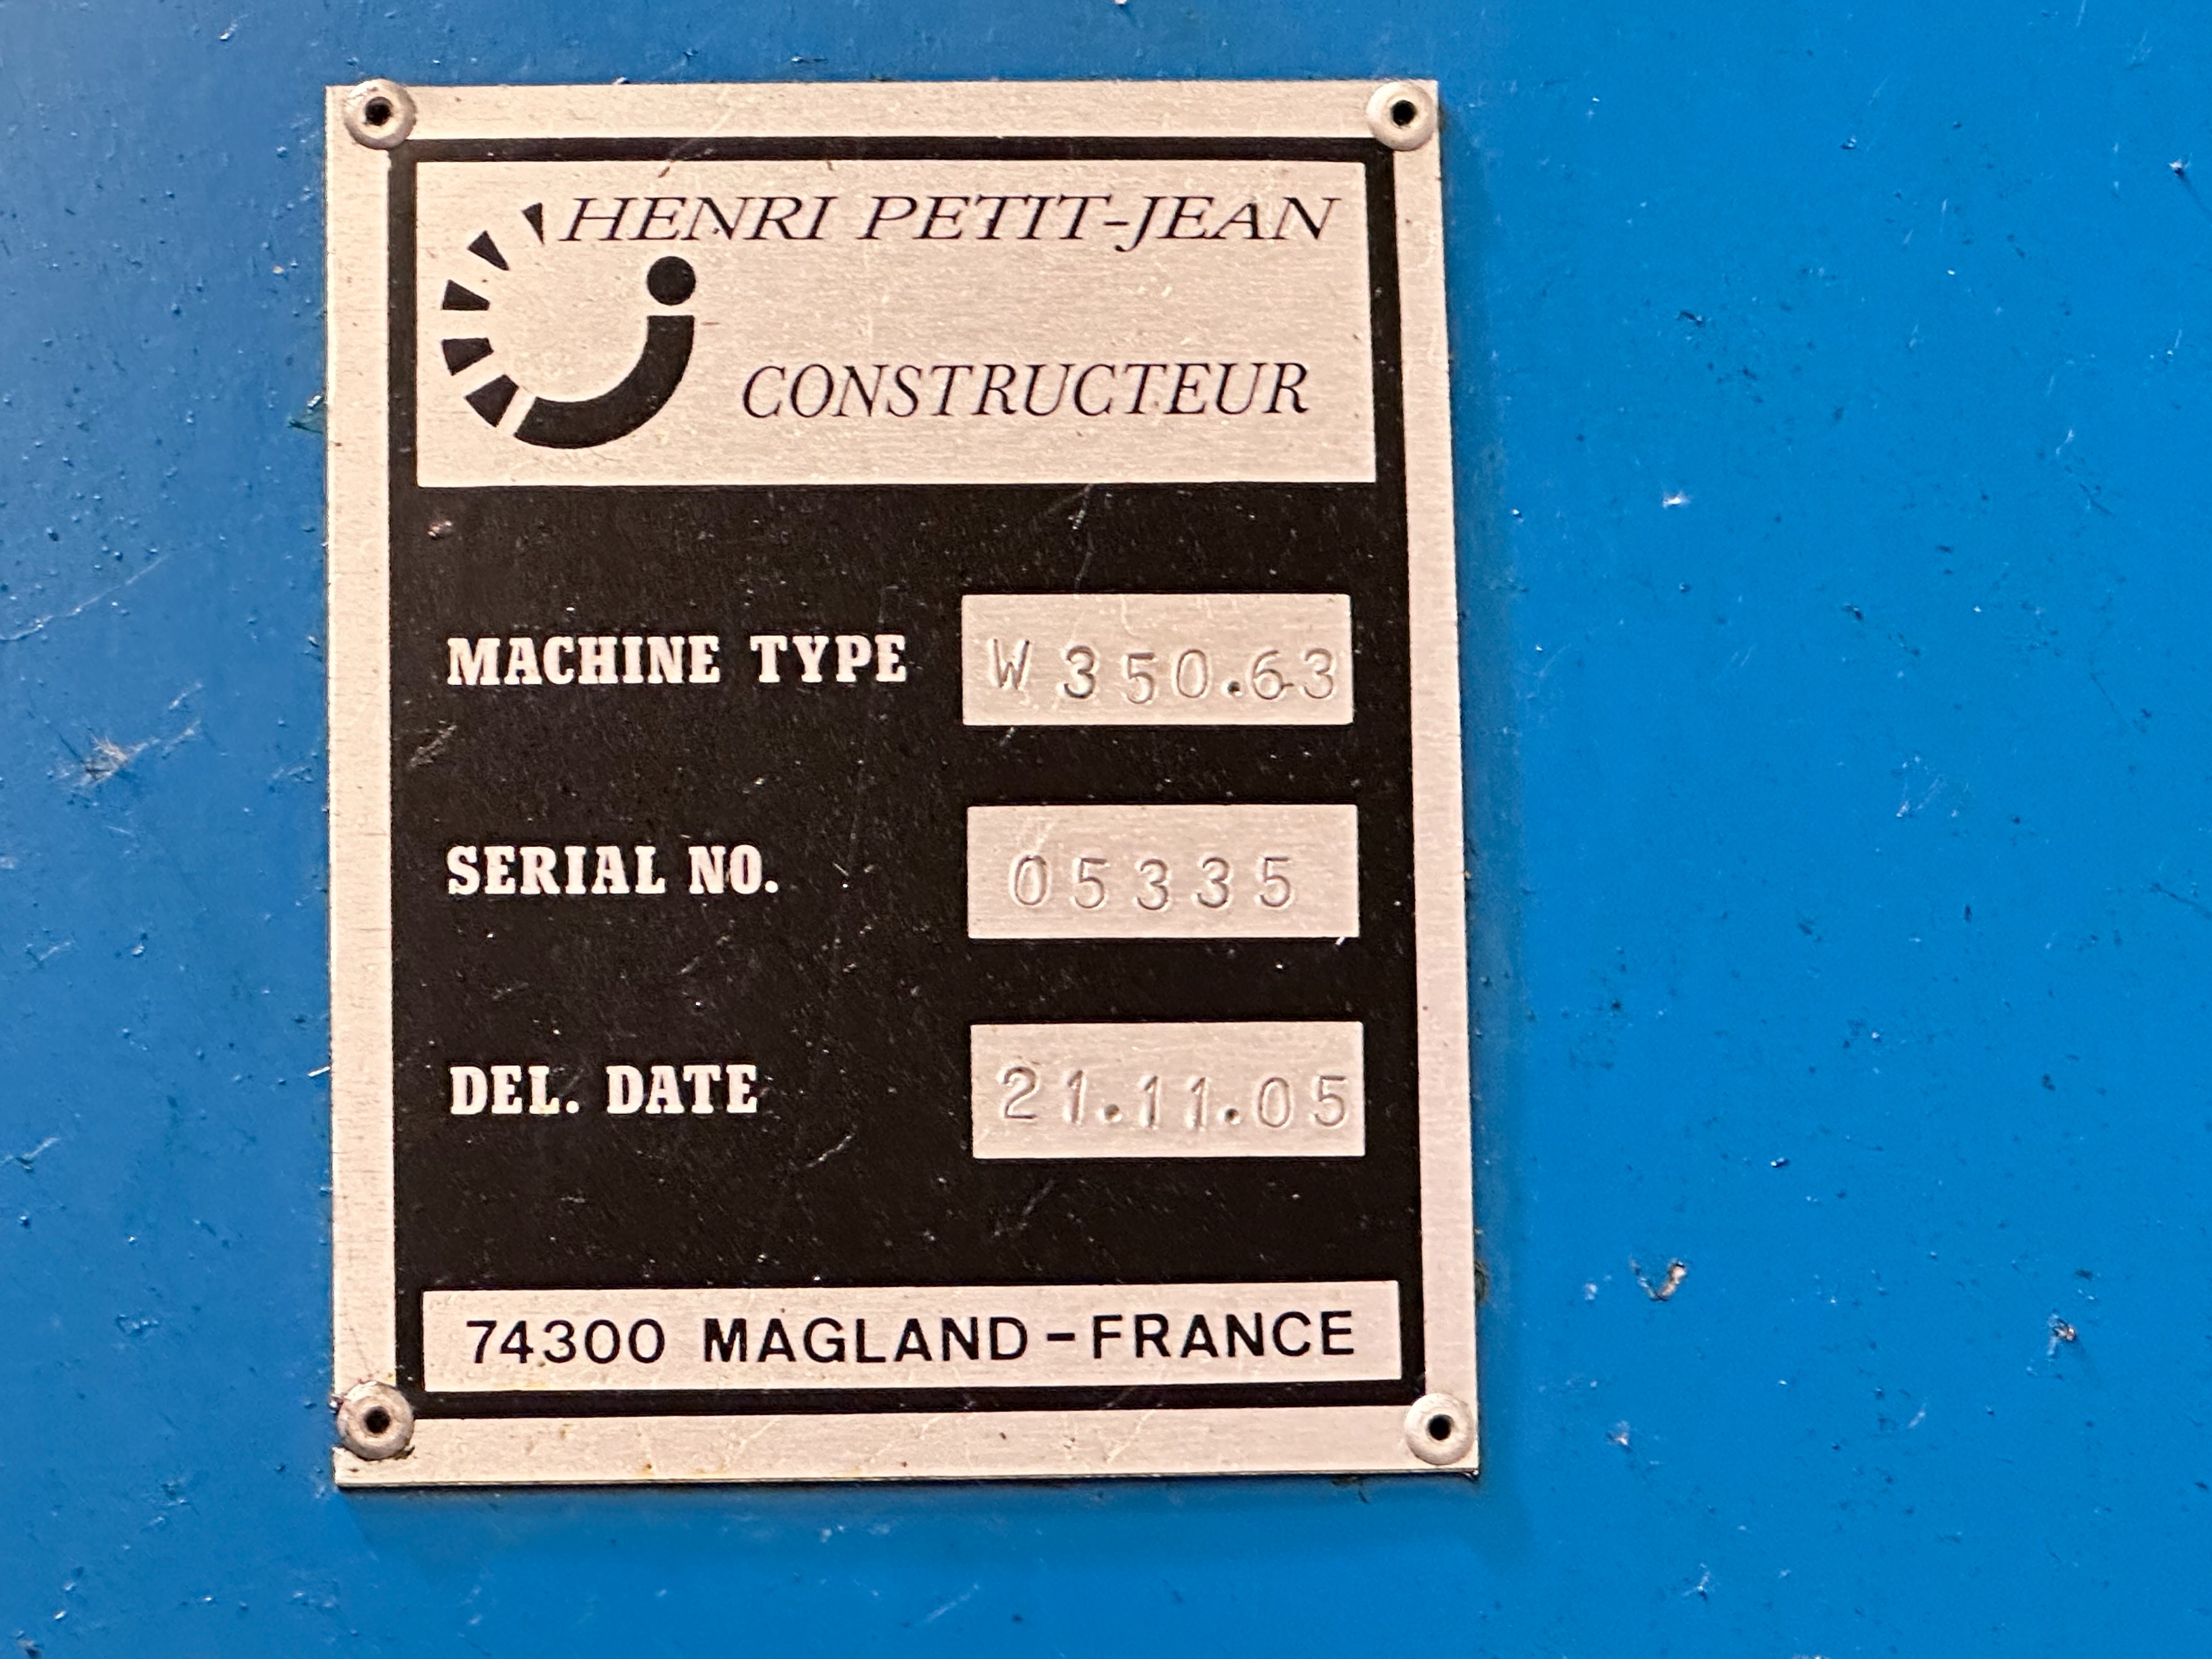 HENRI PETIT-JEAN
CONSTRUCTEUR
MACHINE TYPE W 350.63
SERIAL NO. 05335
DEL. DATE 21.11.05
74300 MAGLAND-FRANCE